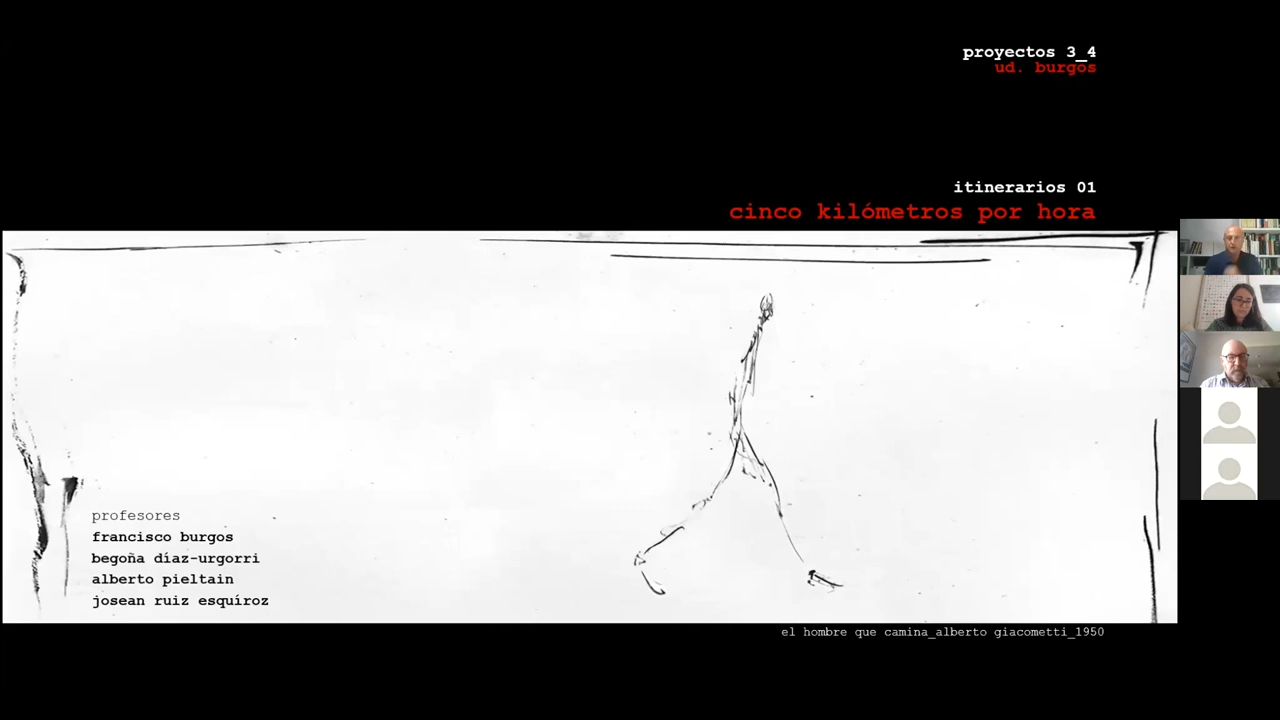 proyectos 3_4
ud. burgos
itinerarios 01
cinco kilómetros por hora
profesores
francisco burgos
begoña díaz-urgorri
alberto pieltain
josean ruiz esquíroz
el hombre que camina_alberto giacometti_1950